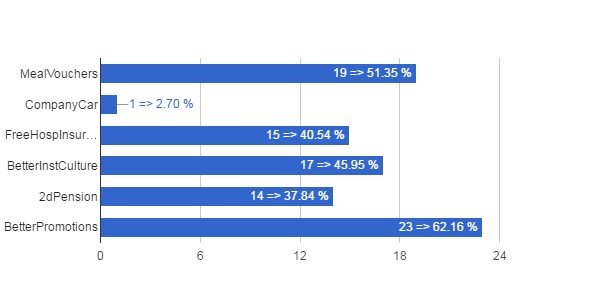 MealVouchers 19 => 51.35 %
CompanyCar 1 => 2.70 %
FreeHospInsur... 15 => 40.54 %
BetterInstCulture 17 => 45.95 %
2dPension 14 => 37.84 %
BetterPromotions 23 => 62.16 %
0 6 12 18 24